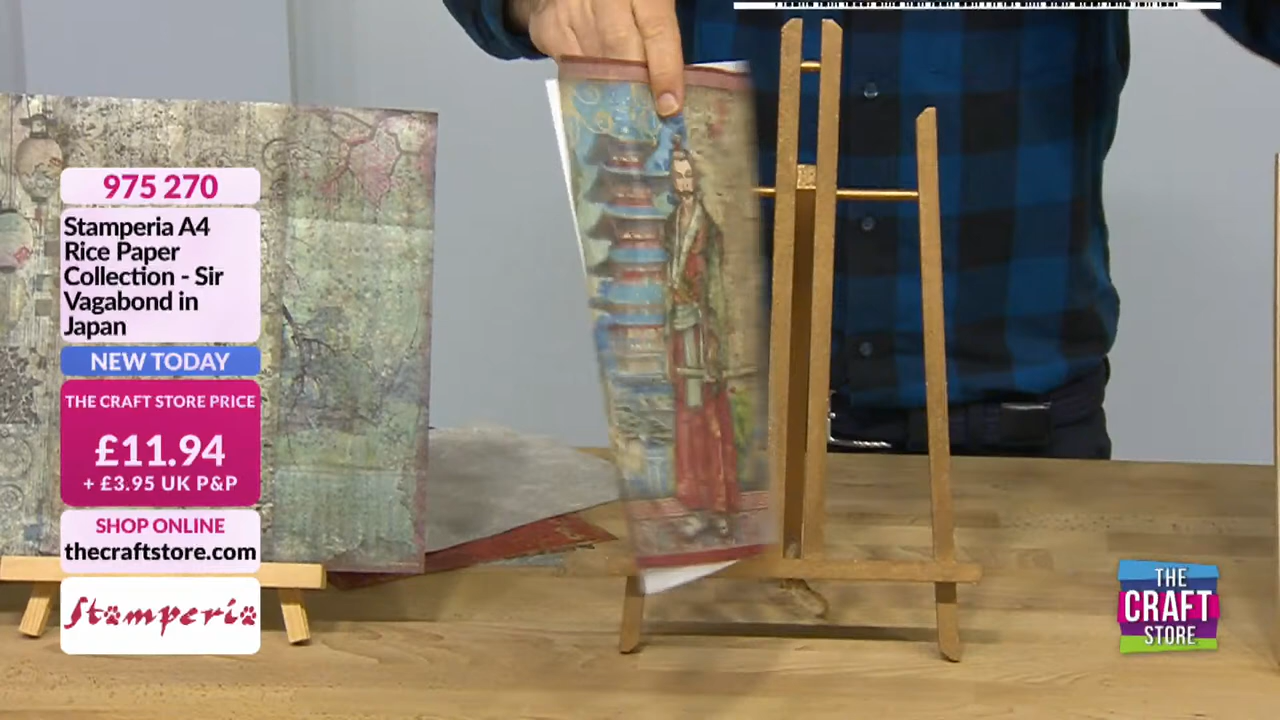 975 270
Stamperia A4
Rice Paper
Collection - Sir
Vagabond in
Japan
NEW TODAY
THE CRAFT STORE PRICE
£11.94
+ £3.95 UK P&P
SHOP ONLINE
thecraftstore.com
Stamperia
THE
CRAFT
STORE